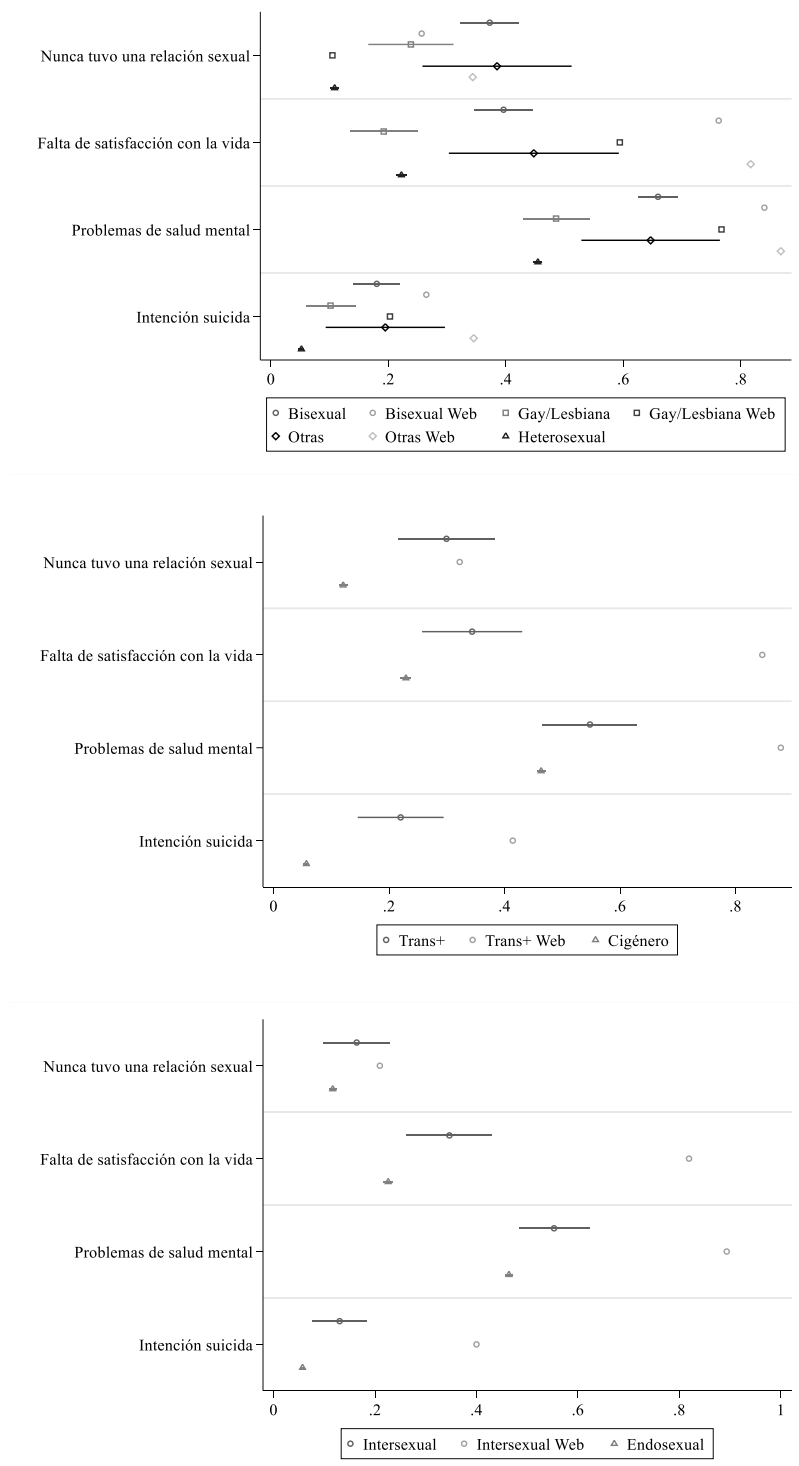 Nunca tuvo una relación sexual
Falta de satisfacción con la vida
Problemas de salud mental
Intención suicida
0 .2 .4 .6 .8
Bisexual Bisexual Web Gay/Lesbiana Gay/Lesbiana Web
Otras Otras Web Heterosexual
Nunca tuvo una relación sexual
Falta de satisfacción con la vida
Problemas de salud mental
Intención suicida
0 .2 .4 .6 .8
Trans+ Trans+ Web Cigénero
Nunca tuvo una relación sexual
Falta de satisfacción con la vida
Problemas de salud mental
Intención suicida
0 .2 .4 .6 .8 1
Intersexual Intersexual Web Endosexual